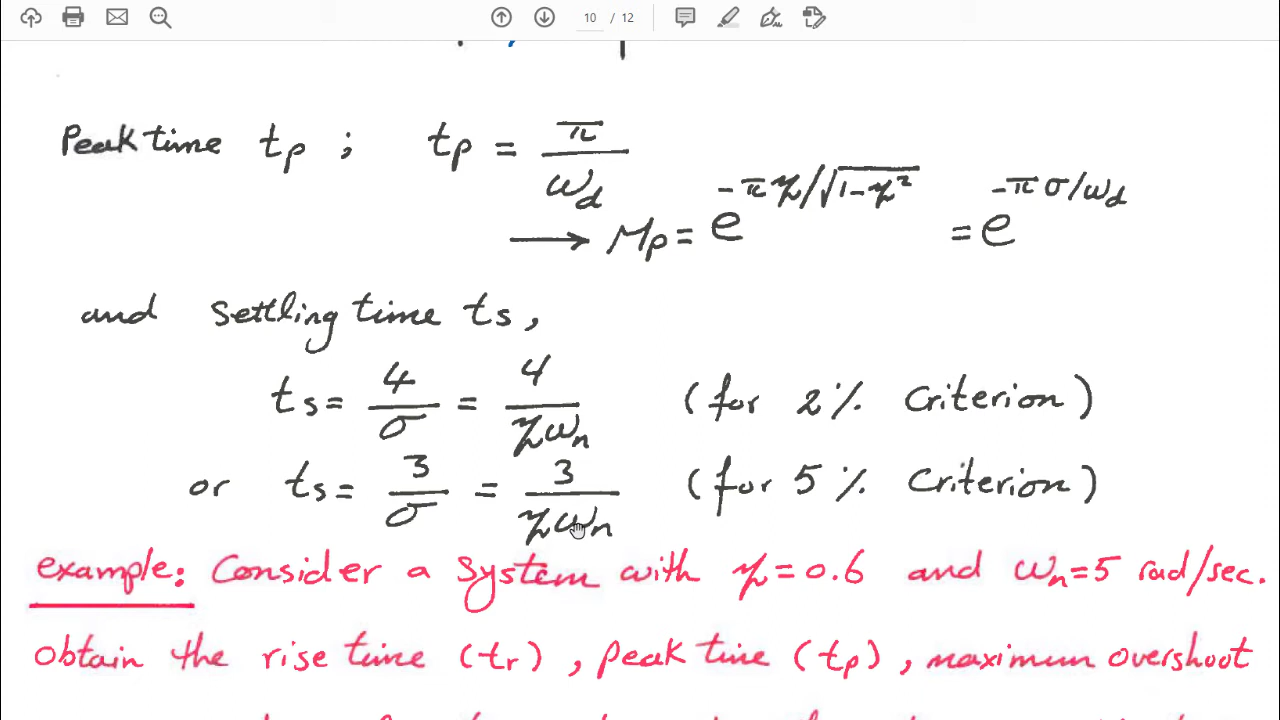 10 / 12
Peak time tp ; tp = π/ωd
→ Mp = e^(-πζ/√(1-ζ²)) = e^(-πσ/ωd)
and settling time ts,
ts = 4/σ = 4/ζωn (for 2% criterion)
or ts = 3/σ = 3/ζωn (for 5% criterion)
example: Consider a system with ζ=0.6 and ωn=5 rad/sec.
obtain the rise time (tr), peak time (tp), maximum overshoot